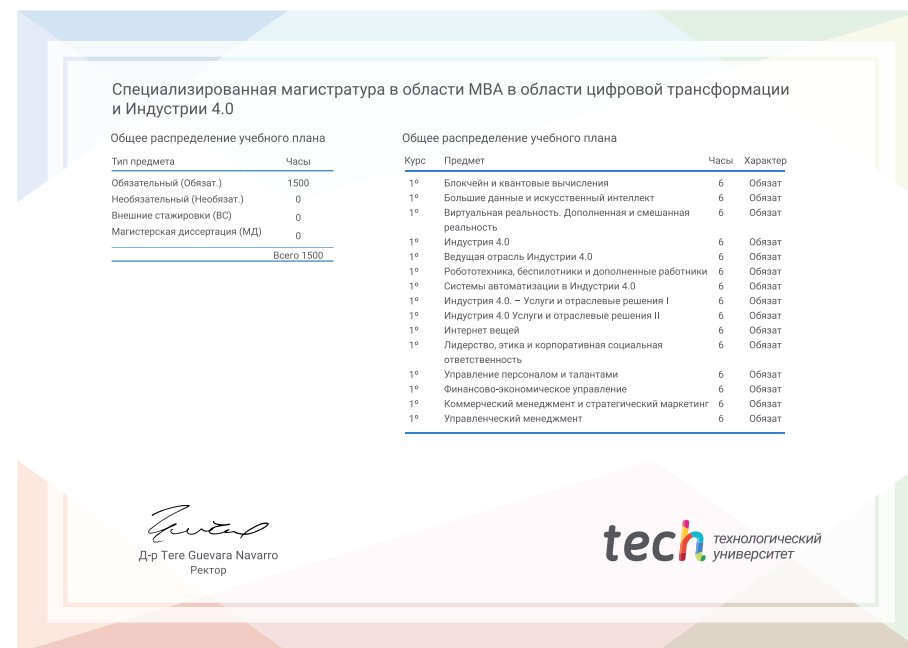 Специализированная магистратура в области MBA в области цифровой трансформации
и Индустрии 4.0
Общее распределение учебного плана
Тип предмета Часы
Обязательный (Обязат.) 1500
Необязательный (Необязат.) 0
Внешние стажировки (ВС) 0
Магистерская диссертация (МД) 0
Всего 1500
Общее распределение учебного плана
Курс Предмет Часы Характер
1º Блокчейн и квантовые вычисления 6 Обязат
1º Большие данные и искусственный интеллект 6 Обязат
1º Виртуальная реальность. Дополненная и смешанная 6 Обязат
реальность
1º Индустрия 4.0 6 Обязат
1º Ведущая отрасль Индустрии 4.0 6 Обязат
1º Робототехника, беспилотники и дополненные работники 6 Обязат
1º Системы автоматизации в Индустрии 4.0 6 Обязат
1º Индустрия 4.0. – Услуги и отраслевые решения I 6 Обязат
1º Индустрия 4.0 Услуги и отраслевые решения II 6 Обязат
1º Интернет вещей 6 Обязат
1º Лидерство, этика и корпоративная социальная 6 Обязат
ответственность
1º Управление персоналом и талантами 6 Обязат
1º Финансово-экономическое управление 6 Обязат
1º Коммерческий менеджмент и стратегический маркетинг 6 Обязат
1º Управленческий менеджмент 6 Обязат
Д-р Tere Guevara Navarro
Ректор
tech технологический
университет